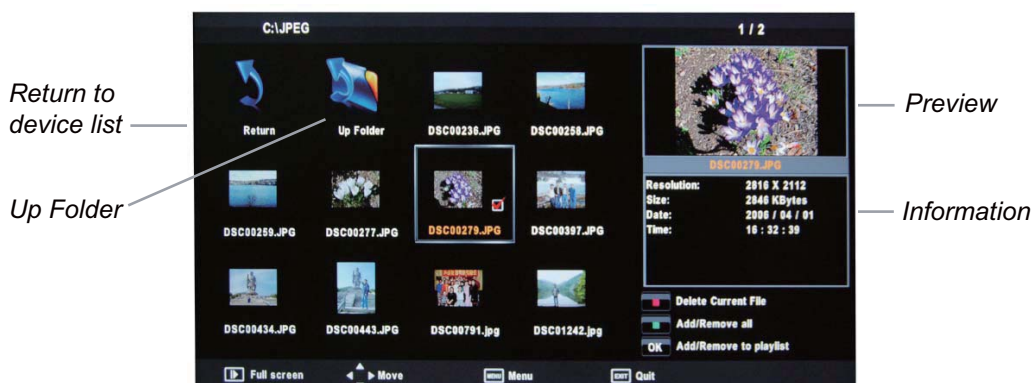 C:\JPEG
1 / 2
Return to
device list
Up Folder
Return
Up Folder
DSC00236.JPG
DSC00258.JPG
DSC00259.JPG
DSC00277.JPG
DSC00279.JPG
DSC00397.JPG
DSC00434.JPG
DSC00443.JPG
DSC00791.jpg
DSC01242.jpg
Preview
DSC00279.JPG
Resolution: 2816 X 2112
Size: 2846 KBytes
Date: 2006 / 04 / 01
Time: 16 : 32 : 39
Information
Delete Current File
Add/Remove all
OK Add/Remove to playlist
Full screen
Move
MENU Menu
EXIT Quit